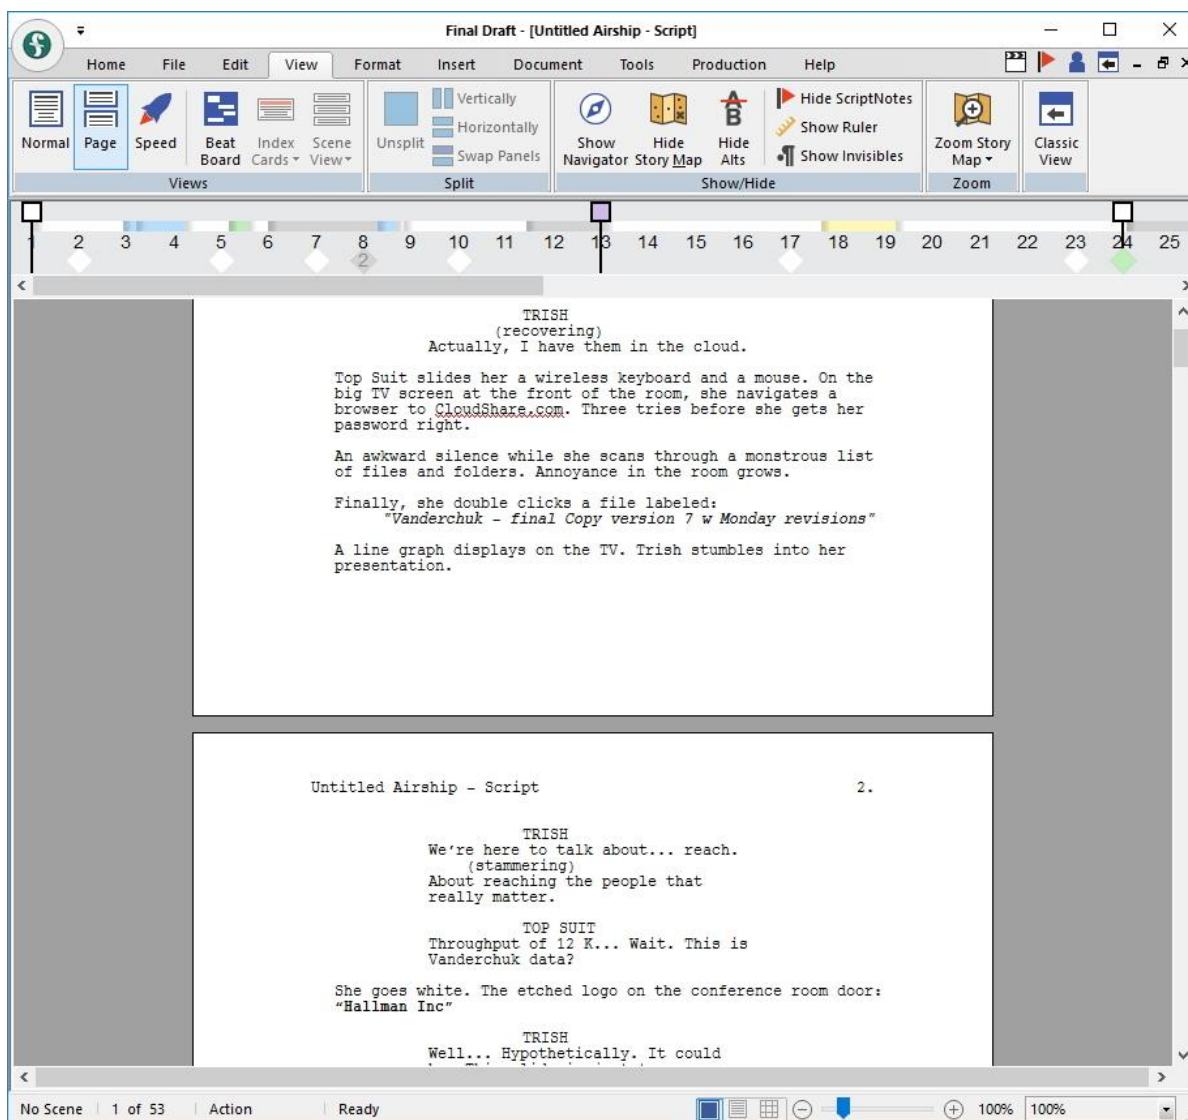 Final Draft - [Untitled Airship - Script]
Home File Edit View Format Insert Document Tools Production Help
Normal Page Speed Beat Board Index Cards Scene View
Views
Unsplit Vertically Horizontally Swap Panels
Split
Show Navigator Hide Story Map Hide Alts Hide ScriptNotes Show Ruler Show Invisibles
Show/Hide
Zoom Story Map
Zoom
Classic View
1 2 3 4 5 6 7 8 9 10 11 12 13 14 15 16 17 18 19 20 21 22 23 24 25
2
TRISH
(recovering)
Actually, I have them in the cloud.
Top Suit slides her a wireless keyboard and a mouse. On the
big TV screen at the front of the room, she navigates a
browser to CloudShare.com. Three tries before she gets her
password right.
An awkward silence while she scans through a monstrous list
of files and folders. Annoyance in the room grows.
Finally, she double clicks a file labeled:
"Vanderchuk - final Copy version 7 w Monday revisions"
A line graph displays on the TV. Trish stumbles into her
presentation.
Untitled Airship - Script 2.
TRISH
We're here to talk about... reach.
(stammering)
About reaching the people that
really matter.
TOP SUIT
Throughput of 12 K... Wait. This is
Vanderchuk data?
She goes white. The etched logo on the conference room door:
“Hallman Inc”
TRISH
Well... Hypothetically. It could
No Scene 1 of 53 Action Ready 100% 100%